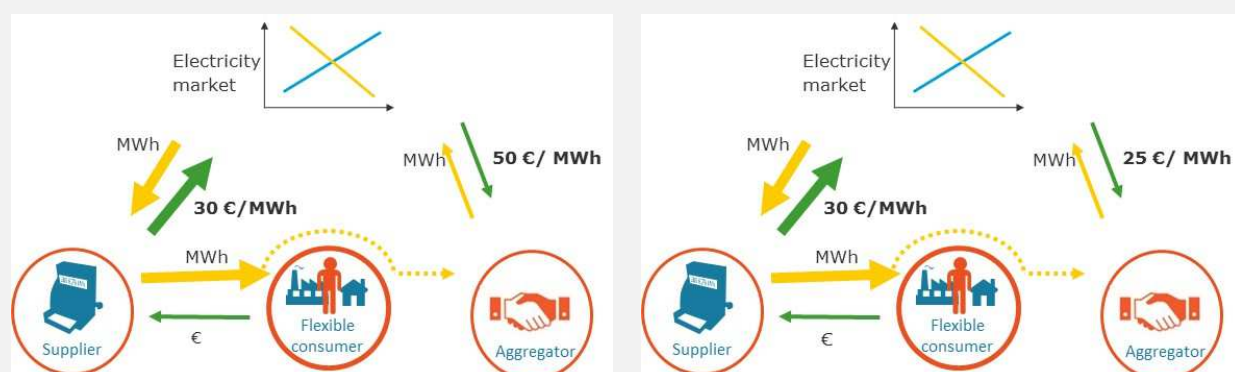 Electricity
market
MWh
MWh
50 €/ MWh
30 €/MWh
MWh
€
Supplier
Flexible
consumer
Aggregator
Electricity
market
MWh
MWh
25 €/ MWh
30 €/MWh
MWh
€
Supplier
Flexible
consumer
Aggregator